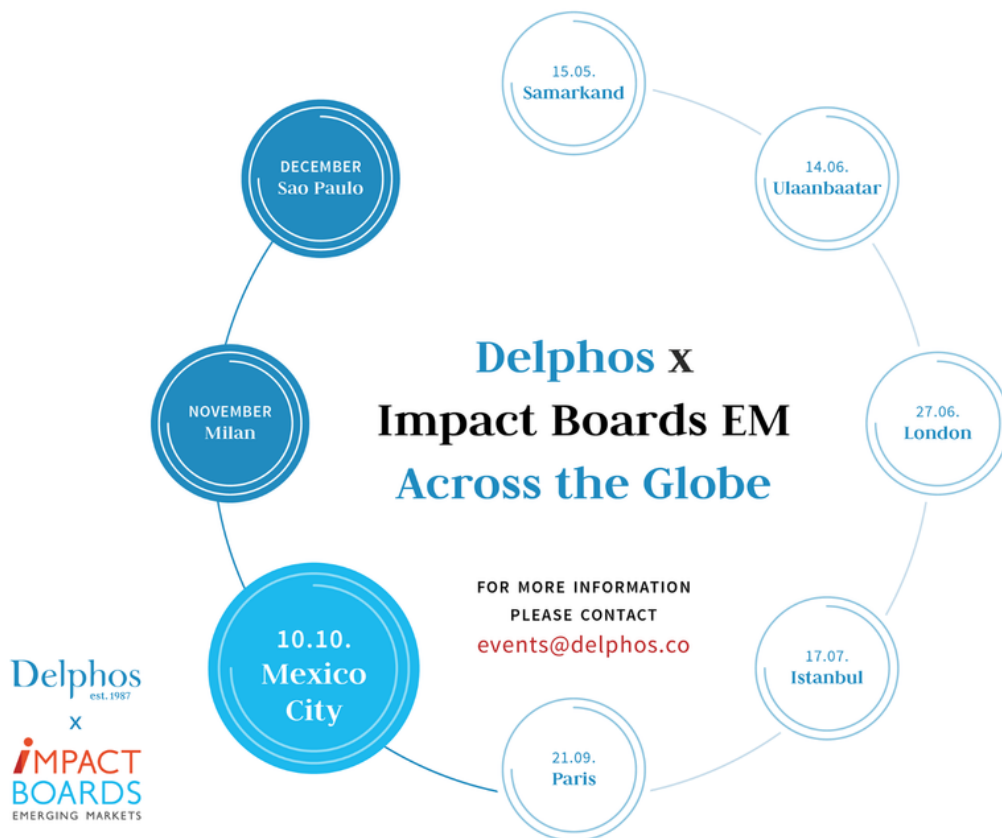 15.05.
Samarkand
14.06.
Ulaanbaatar
27.06.
London
17.07.
Istanbul
21.09.
Paris
10.10.
Mexico
City
NOVEMBER
Milan
DECEMBER
Sao Paulo
Delphos x
Impact Boards EM
Across the Globe
FOR MORE INFORMATION
PLEASE CONTACT
events@delphos.co
Delphos
est. 1987
x
iMPACT
BOARDS
EMERGING MARKETS